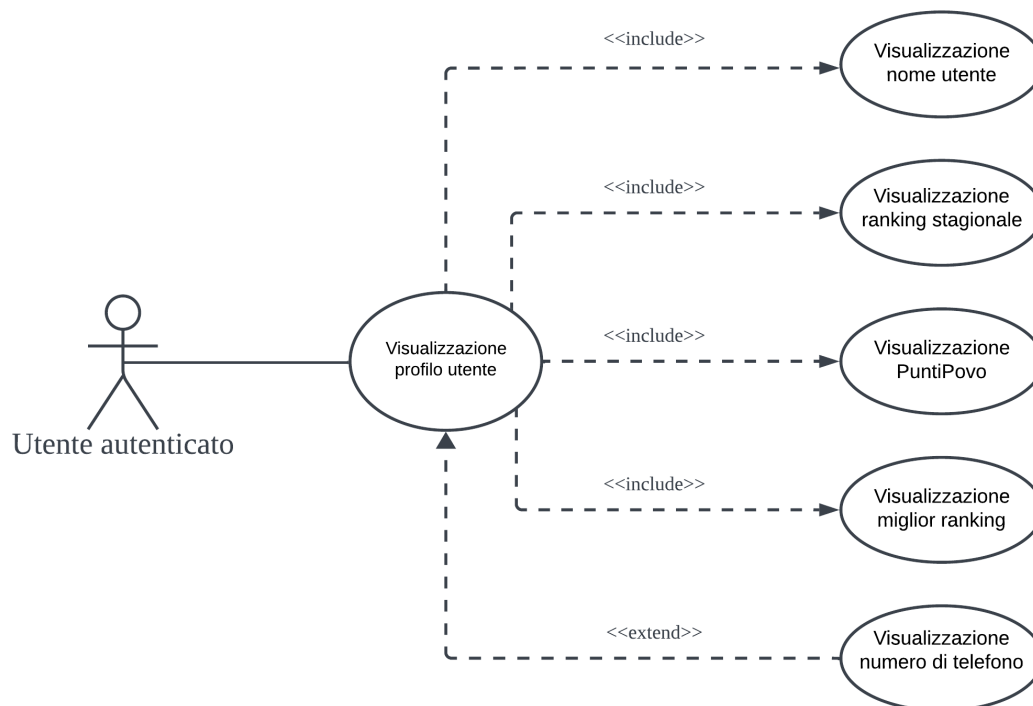 <<include>>
Visualizzazione
nome utente
<<include>>
Visualizzazione
ranking stagionale
<<include>>
Visualizzazione
PuntiPovo
Visualizzazione
profilo utente
Utente autenticato
<<include>>
Visualizzazione
miglior ranking
<<extend>>
Visualizzazione
numero di telefono